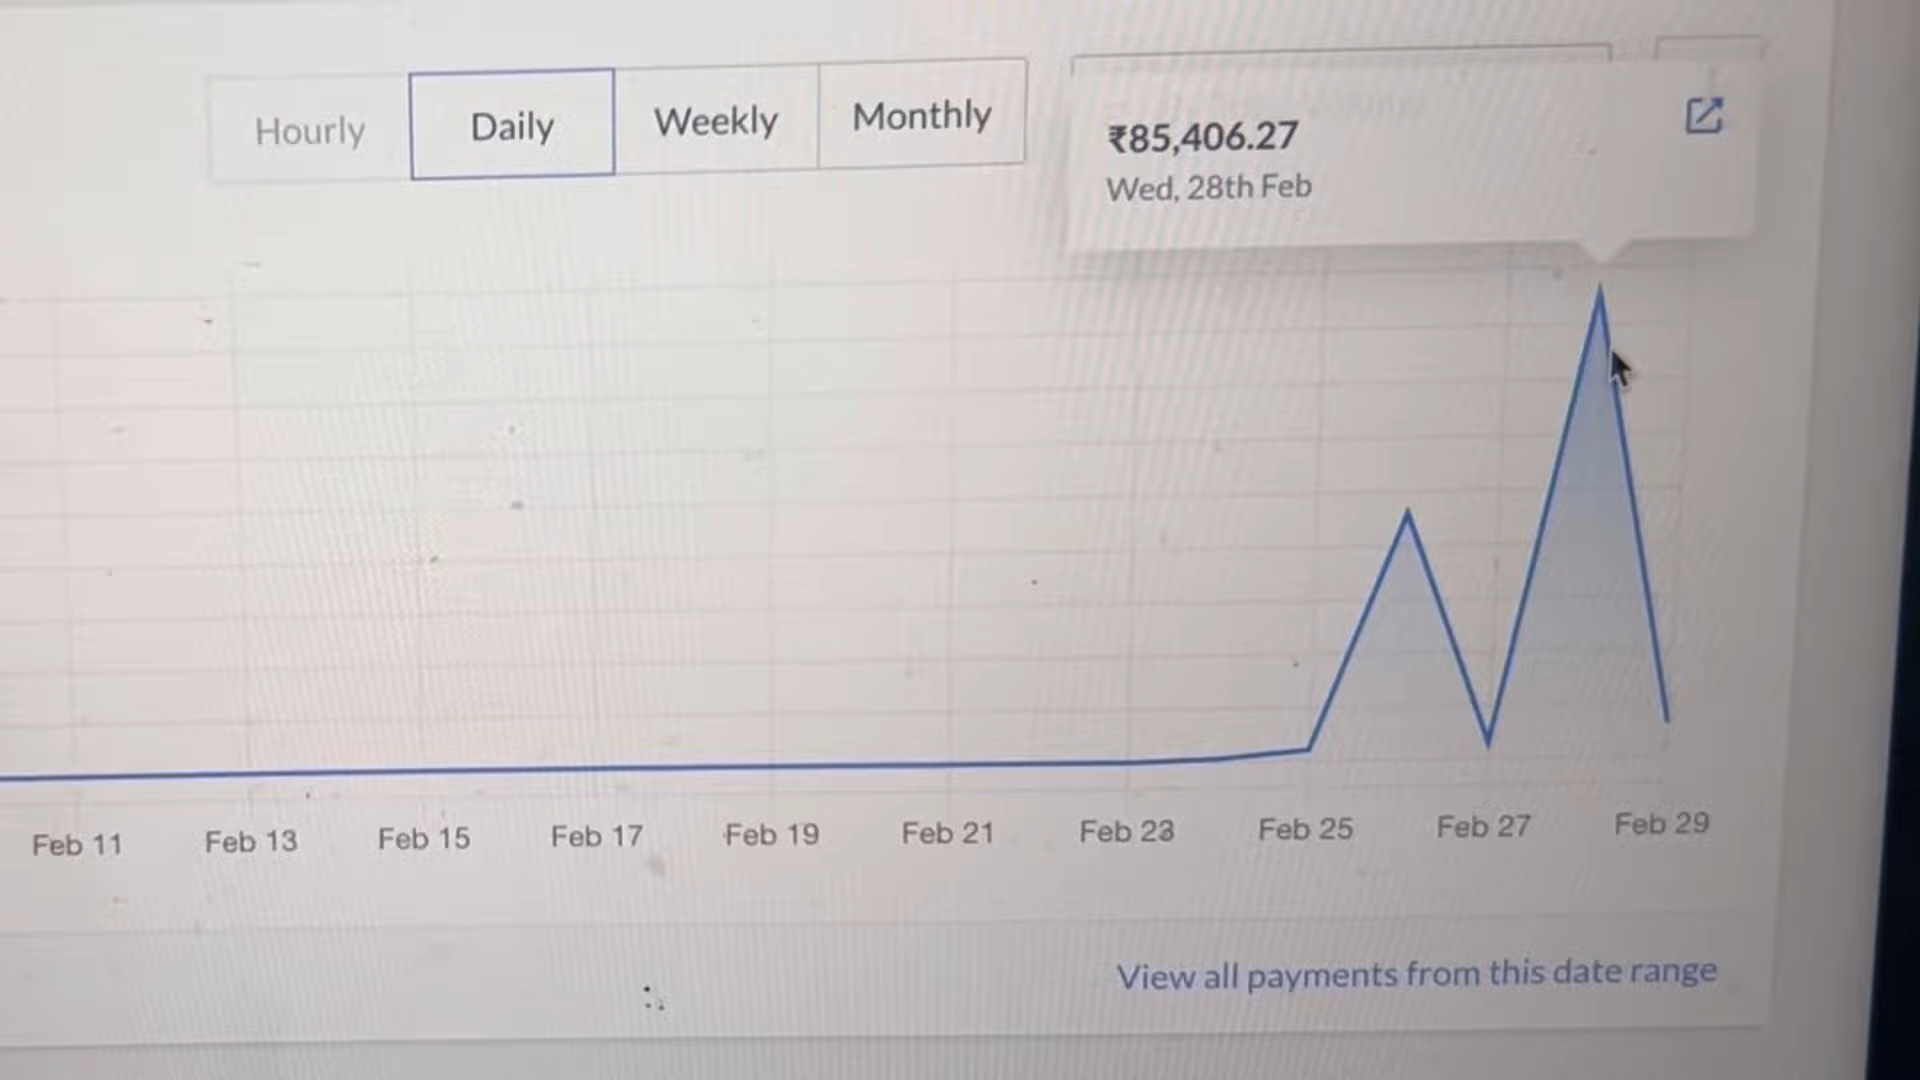 Hourly
Daily
Weekly
Monthly
₹85,406.27
Wed, 28th Feb
Feb 11
Feb 13
Feb 15
Feb 17
Feb 19
Feb 21
Feb 23
Feb 25
Feb 27
Feb 29
View all payments from this date range